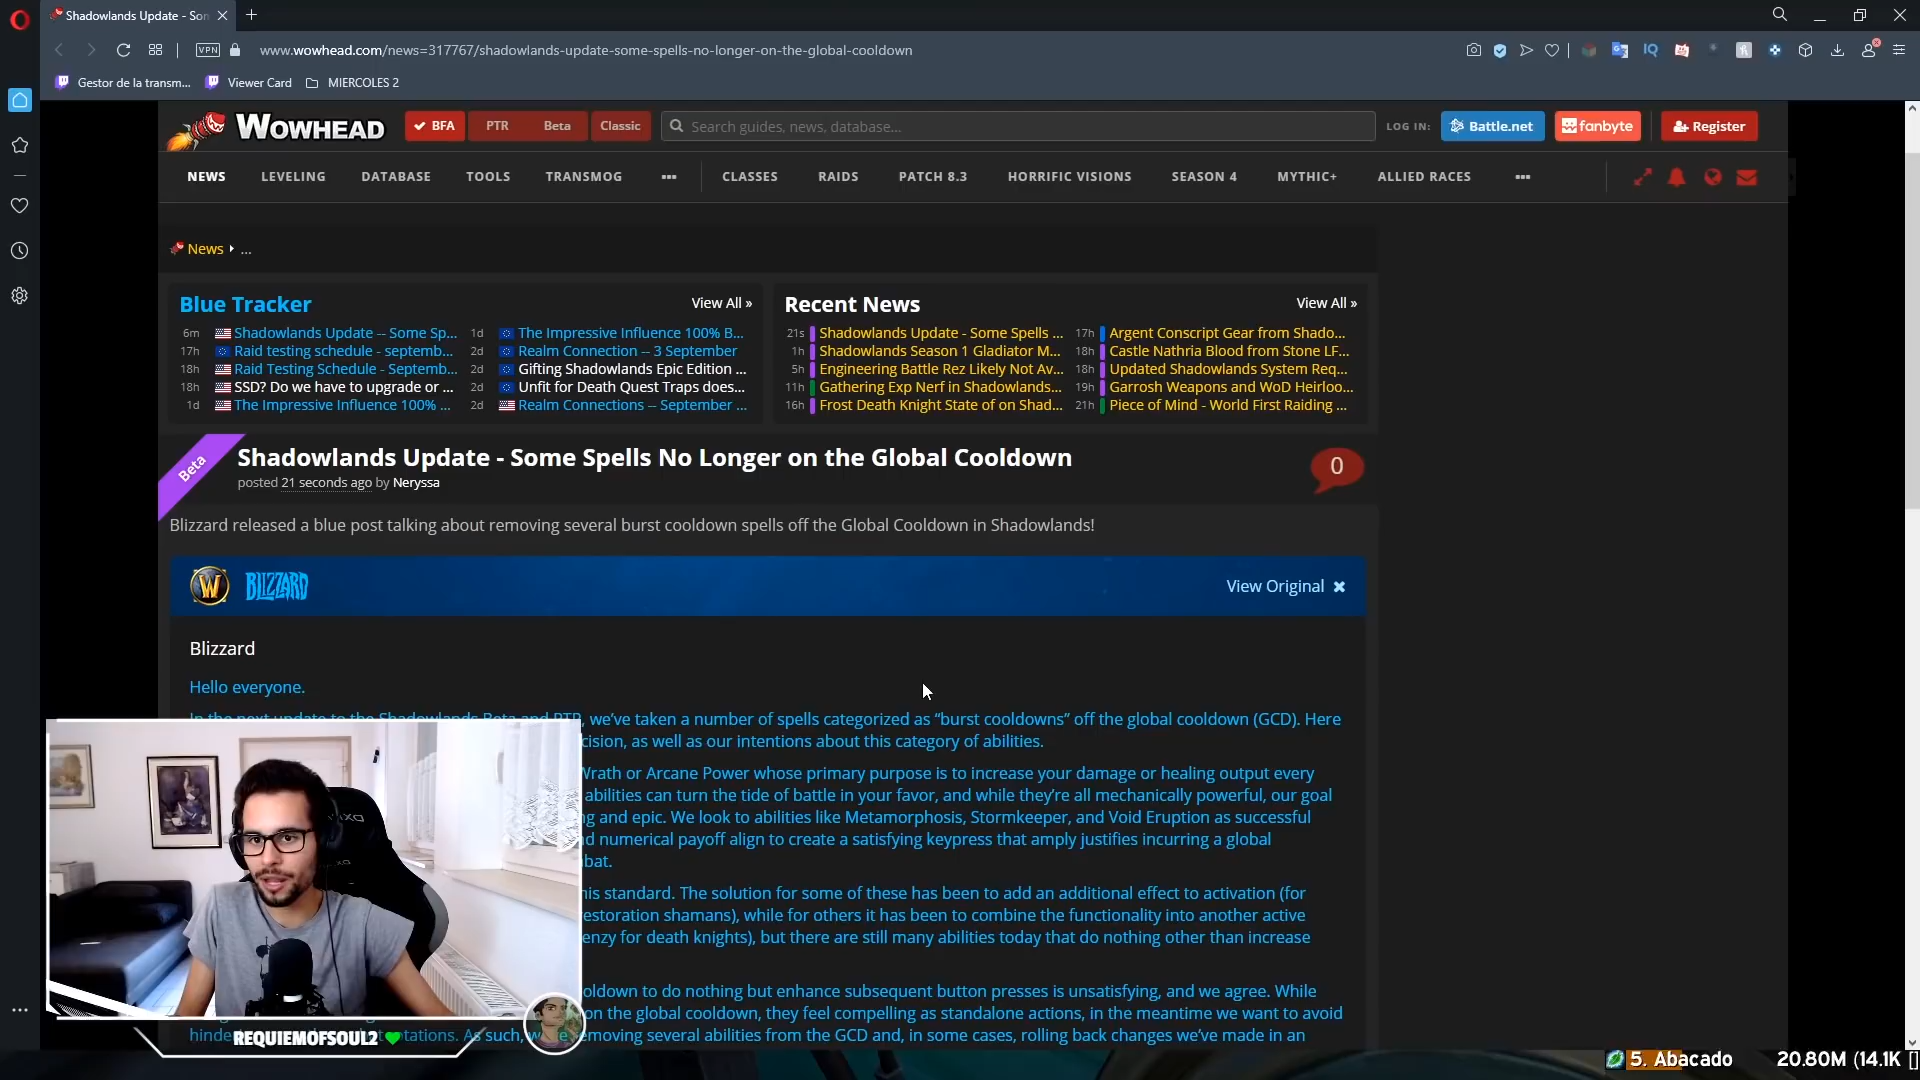 Shadowlands Update - Son
VPN
www.wowhead.com/news=317767/shadowlands-update-some-spells-no-longer-on-the-global-cooldown
Gestor de la transm...
Viewer Card
MIERCOLES 2
WOWHEAD
BFA
PTR
Beta
Classic
Search guides, news, database...
LOG IN:
Battle.net
fanbyte
Register
NEWS
LEVELING
DATABASE
TOOLS
TRANSMOG
CLASSES
RAIDS
PATCH 8.3
HORRIFIC VISIONS
SEASON 4
MYTHIC+
ALLIED RACES
News
...
Blue Tracker
View All »
6m Shadowlands Update -- Some Sp...
17h Raid testing schedule - septemb...
18h Raid Testing Schedule - Septemb...
18h SSD? Do we have to upgrade or ...
1d The Impressive Influence 100% ...
1d The Impressive Influence 100% B...
2d Realm Connection -- 3 September
2d Gifting Shadowlands Epic Edition ...
2d Unfit for Death Quest Traps does...
2d Realm Connections -- September ...
Recent News
View All »
21s Shadowlands Update - Some Spells ...
1h Shadowlands Season 1 Gladiator M...
5h Engineering Battle Rez Likely Not Av...
11h Gathering Exp Nerf in Shadowlands...
16h Frost Death Knight State of on Shad...
17h Argent Conscript Gear from Shado...
18h Castle Nathria Blood from Stone LF...
18h Updated Shadowlands System Req...
19h Garrosh Weapons and WoD Heirloo...
21h Piece of Mind - World First Raiding ...
Beta
Shadowlands Update - Some Spells No Longer on the Global Cooldown
posted 21 seconds ago by Neryssa
0
Blizzard released a blue post talking about removing several burst cooldown spells off the Global Cooldown in Shadowlands!
W
BLIZZARD
View Original
Blizzard
Hello everyone.
In the next update to the Shadowlands Beta and PTR, we've taken a number of spells categorized as "burst cooldowns" off the global cooldown (GCD). Here
cision, as well as our intentions about this category of abilities.
Wrath or Arcane Power whose primary purpose is to increase your damage or healing output every
abilities can turn the tide of battle in your favor, and while they're all mechanically powerful, our goal
ng and epic. We look to abilities like Metamorphosis, Stormkeeper, and Void Eruption as successful
nd numerical payoff align to create a satisfying keypress that amply justifies incurring a global
bat.
his standard. The solution for some of these has been to add an additional effect to activation (for
estoration shamans), while for others it has been to combine the functionality into another active
enzy for death knights), but there are still many abilities today that do nothing other than increase
oldown to do nothing but enhance subsequent button presses is unsatisfying, and we agree. While
on the global cooldown, they feel compelling as standalone actions, in the meantime we want to avoid
hinde tations. As such, we emoving several abilities from the GCD and, in some cases, rolling back changes we've made in an
REQUIEMOFSOUL2
5. Abacado
20.80M (14.1K